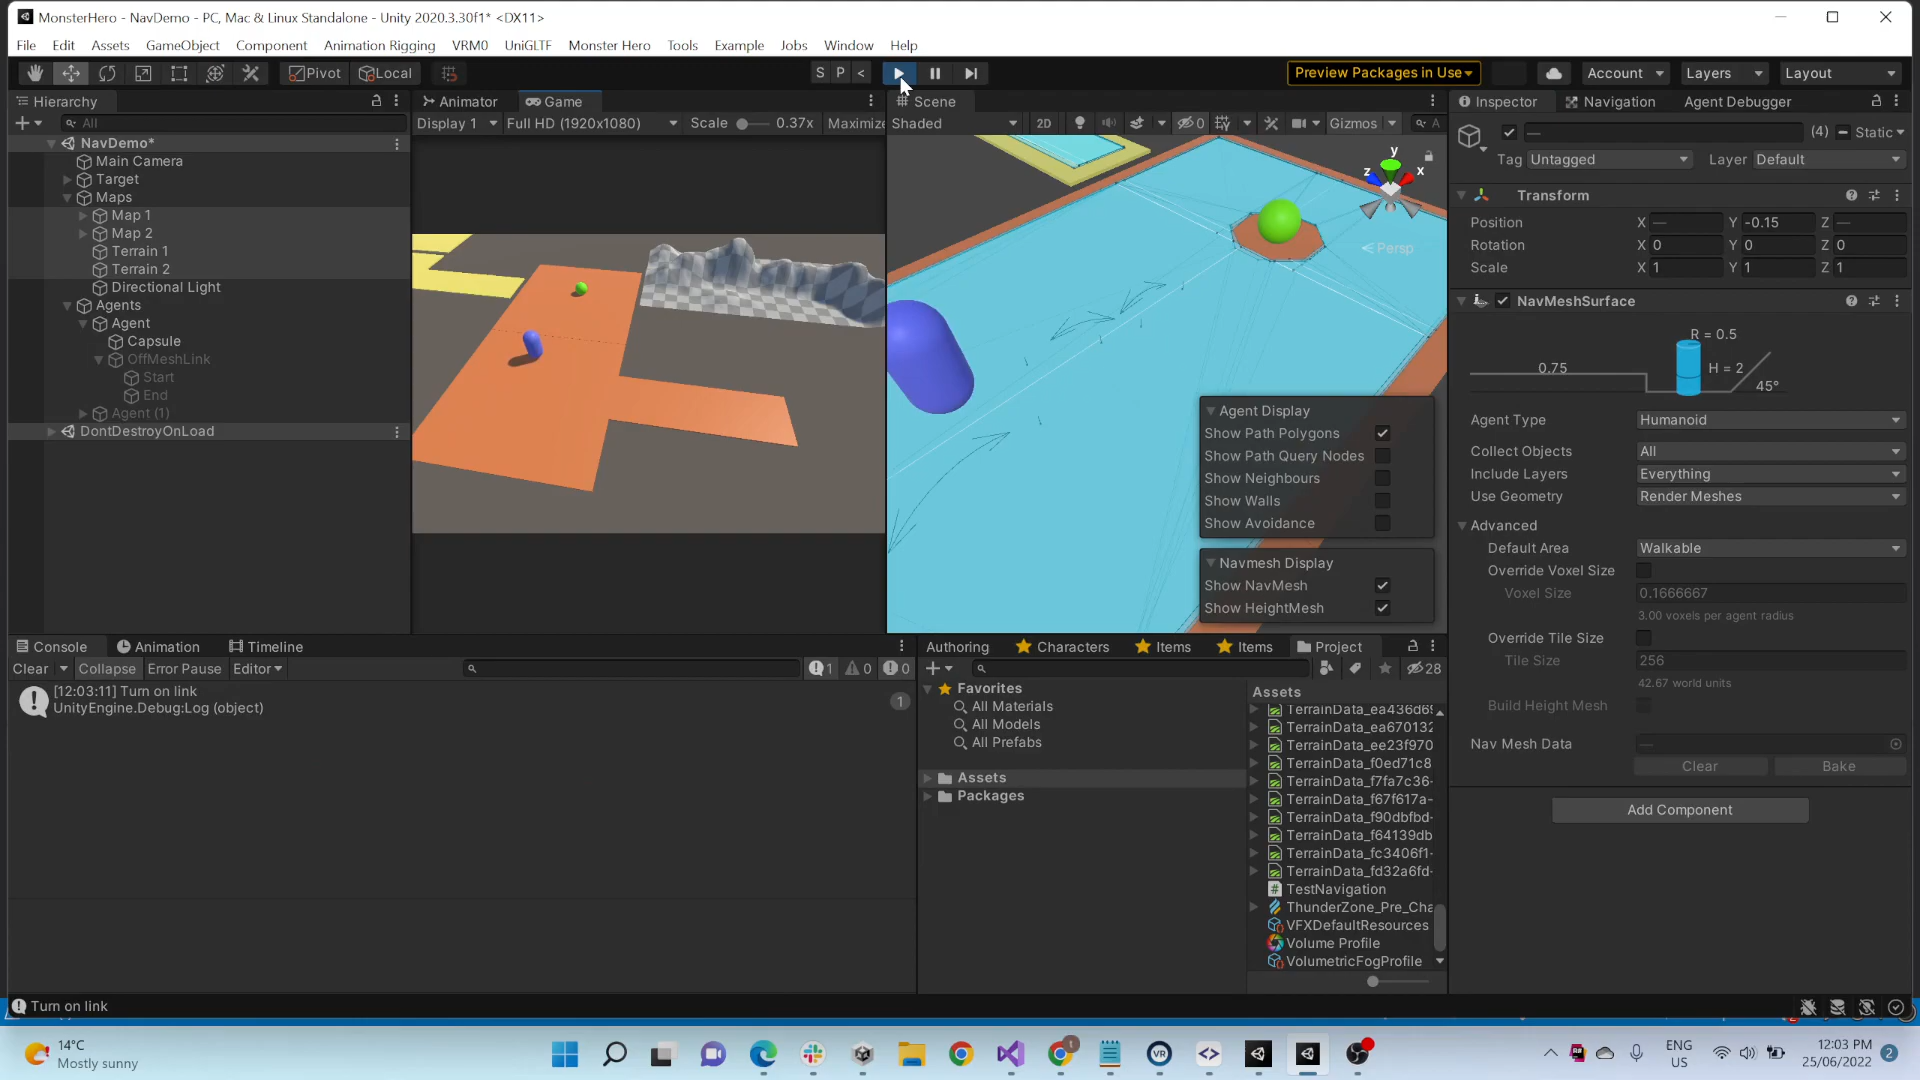 MonsterHero - NavDemo - PC, Mac & Linux Standalone - Unity 2020.3.30f1* <DX11>
File Edit Assets GameObject Component Animation Rigging VRM0 UniGLTF Monster Hero Tools Example Jobs Window Help
Pivot Local S P < Preview Packages in Use Account Layers Layout
Hierarchy Animator Game Scene Inspector Navigation Agent Debugger
All Display 1 Full HD (1920x1080) Scale 0.37x Maximize Shaded 2D 0 Gizmos A
(4) Static
Tag Untagged Layer Default
NavDemo*
Main Camera
Target
Maps
Map 1
Map 2
Terrain 1
Terrain 2
Directional Light
Agents
Agent
Capsule
OffMeshLink
Start
End
Agent (1)
DontDestroyOnLoad
y
z x
Persp
Agent Display
Show Path Polygons
Show Path Query Nodes
Show Neighbours
Show Walls
Show Avoidance
Navmesh Display
Show NavMesh
Show HeightMesh
Transform
Position X — Y -0.15 Z —
Rotation X 0 Y 0 Z 0
Scale X 1 Y 1 Z 1
NavMeshSurface
R = 0.5
0.75 H = 2
45°
Agent Type Humanoid
Collect Objects All
Include Layers Everything
Use Geometry Render Meshes
Advanced
Default Area Walkable
Override Voxel Size
Voxel Size 0.1666667
3.00 voxels per agent radius
Override Tile Size
Tile Size 256
42.67 world units
Build Height Mesh
Nav Mesh Data —
Clear Bake
Add Component
Console Animation Timeline
Clear Collapse Error Pause Editor 1 0 0
[12:03:11] Turn on link
UnityEngine.Debug:Log (object)
1
Authoring Characters Items Items Project
28
Favorites
All Materials
All Models
All Prefabs
Assets
Packages
Assets
TerrainData_ea436d6
TerrainData_ea670132
TerrainData_ee23f970
TerrainData_f0ed71c8
TerrainData_f7fa7c36-
TerrainData_f67f617a-
TerrainData_f90dbfbd-
TerrainData_f64139db
TerrainData_fc3406f1-
TerrainData_fd32a6fd-
TestNavigation
ThunderZone_Pre_Cha
VFXDefaultResources
Volume Profile
VolumetricFogProfile
Turn on link
14°C
Mostly sunny
ENG
US
12:03 PM
25/06/2022
2